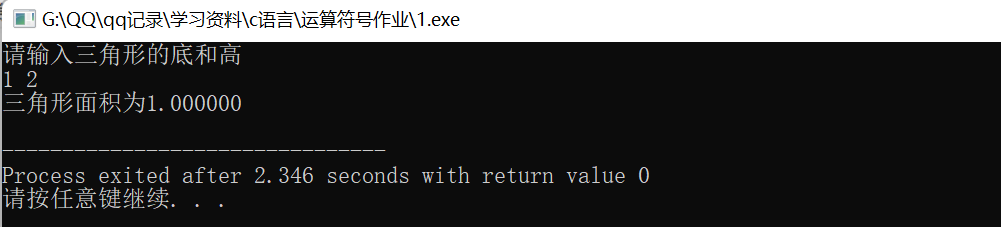 G:\QQ\qq记录\学习资料\c语言\运算符号作业\1.exe
请输入三角形的底和高
1 2
三角形面积为1.000000
--------------------------------
Process exited after 2.346 seconds with return value 0
请按任意键继续. . .